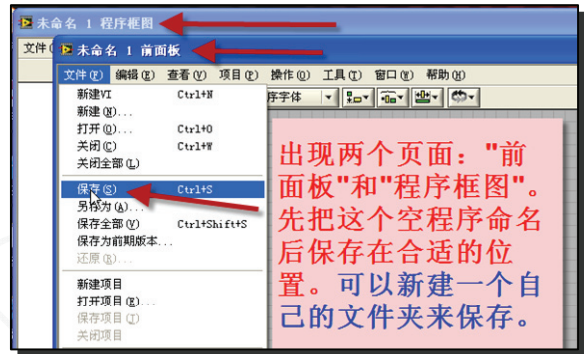 未命名 1 程序框图
文件(
未命名 1 前面板
文件(F) 编辑(E) 查看(V) 项目(P) 操作(O) 工具(T) 窗口(W) 帮助(H)
新建VI Ctrl+N
序字体
新建(N)...
打开(O)... Ctrl+O
关闭(C) Ctrl+W
关闭全部(L)
保存(S) Ctrl+S
另存为(A)...
保存全部(V) Ctrl+Shift+S
保存为前期版本...
还原(R)...
新建项目
打开项目(E)...
保存项目(I)
关闭项目
出现两个页面："前
面板"和"程序框图"。
先把这个空程序命名
后保存在合适的位
置。可以新建一个自
己的文件夹来保存。